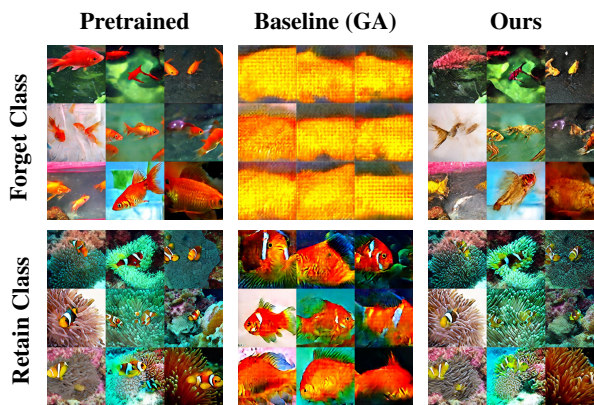 Pretrained
Baseline (GA)
Ours
Forget Class
Retain Class